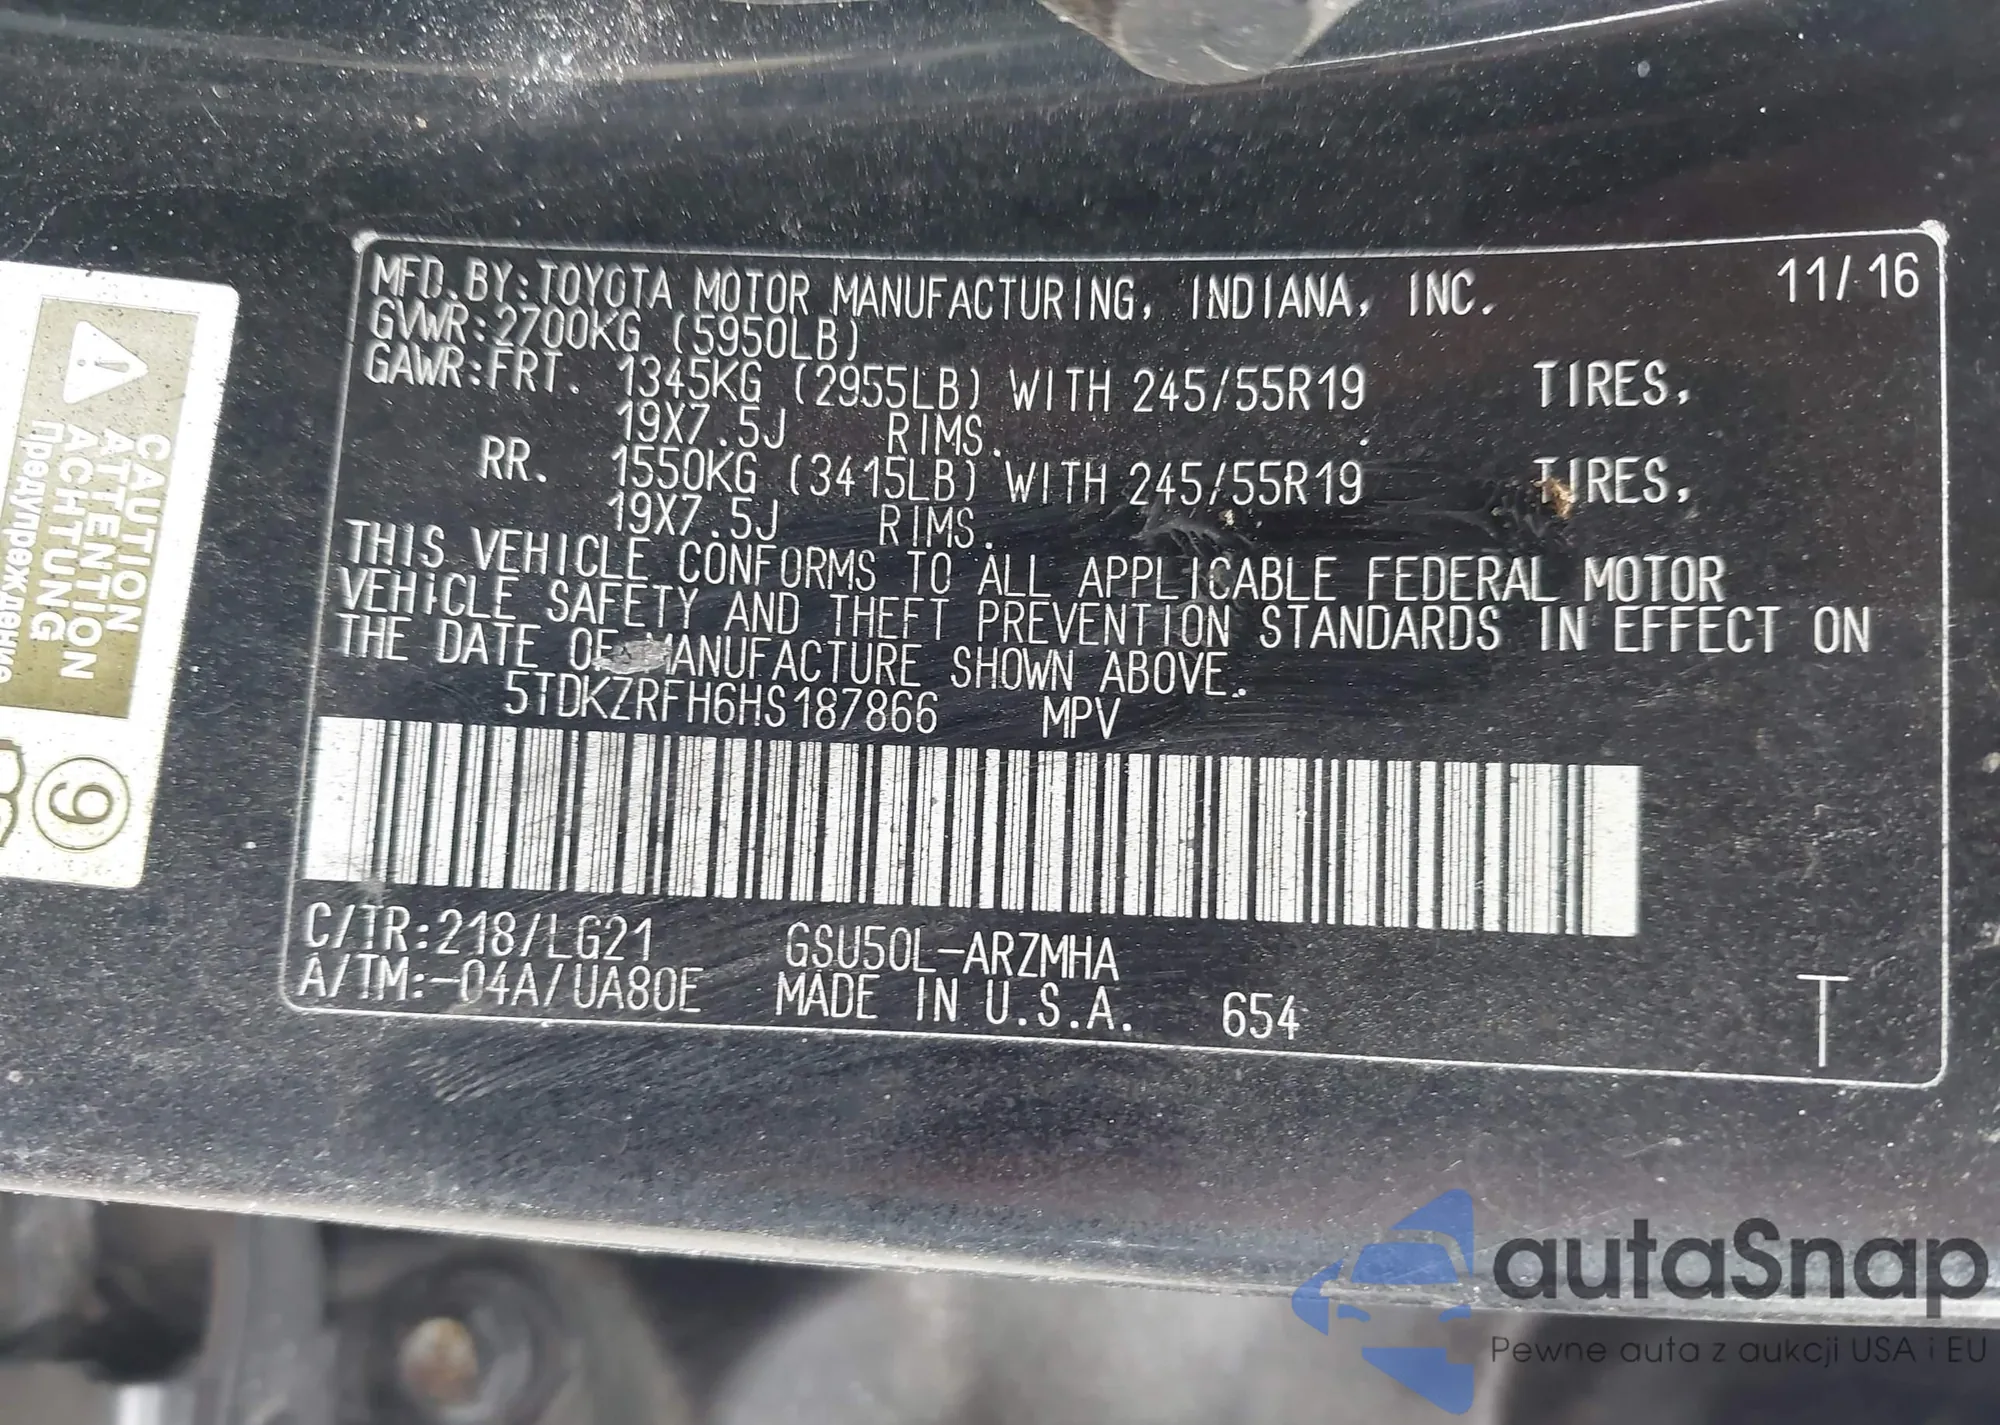 MFD.BY:TOYOTA MOTOR MANUFACTURING, INDIANA, INC. 11/16
GVWR:2700KG (5950LB)
GAWR:FRT. 1345KG (2955LB) WITH 245/55R19 TIRES,
19X7.5J RIMS.
RR. 1550KG (3415LB) WITH 245/55R19 TIRES,
19X7.5J RIMS.
THIS VEHICLE CONFORMS TO ALL APPLICABLE FEDERAL MOTOR
VEHICLE SAFETY AND THEFT PREVENTION STANDARDS IN EFFECT ON
THE DATE OF MANUFACTURE SHOWN ABOVE.
5TDKZRFH6HS187866 MPV
C/TR:218/LG21 GSU50L-ARZMHA
A/TM:-04A/UA80E MADE IN U.S.A. 654 T
CAUTION
ATTENTION
ACHTUNG
Предупреждение
9
autaSnap
Pewne auta z aukcji USA i EU